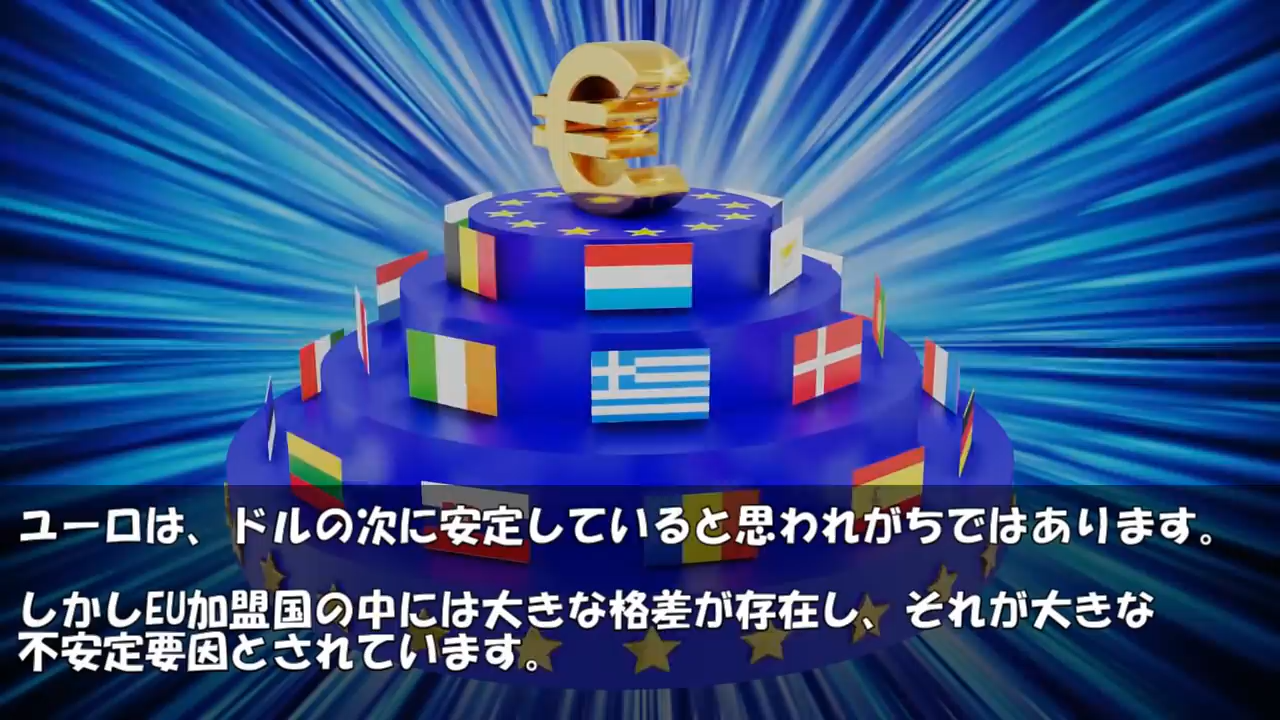 ユーロは、ドルの次に安定していると思われがちではあります。
しかしEU加盟国の中には大きな格差が存在し、それが大きな
不安定要因とされています。